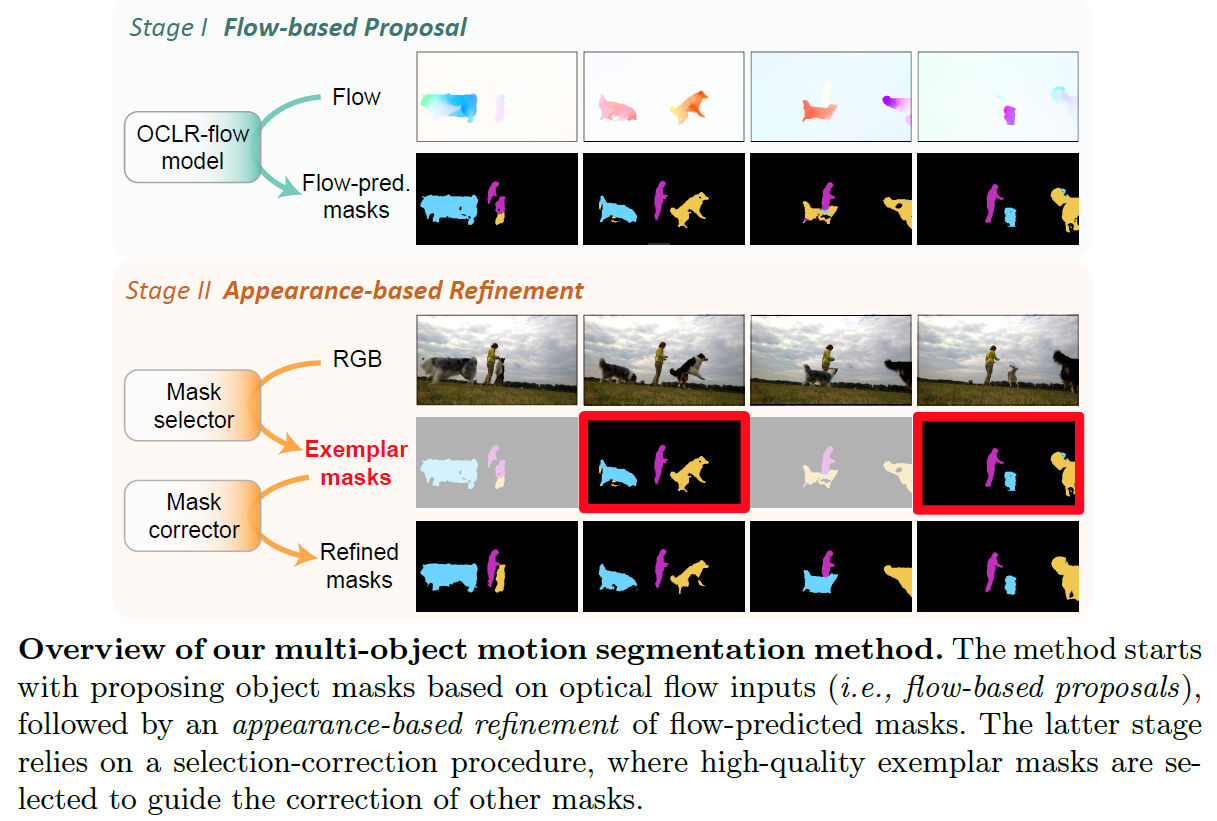 Stage I Flow-based Proposal
Flow
OCLR-flow
model
Flow-pred.
masks
Stage II Appearance-based Refinement
RGB
Mask
selector
Exemplar
masks
Mask
corrector
Refined
masks
Overview of our multi-object motion segmentation method. The method starts
with proposing object masks based on optical flow inputs (i.e., flow-based proposals),
followed by an appearance-based refinement of flow-predicted masks. The latter stage
relies on a selection-correction procedure, where high-quality exemplar masks are se-
lected to guide the correction of other masks.